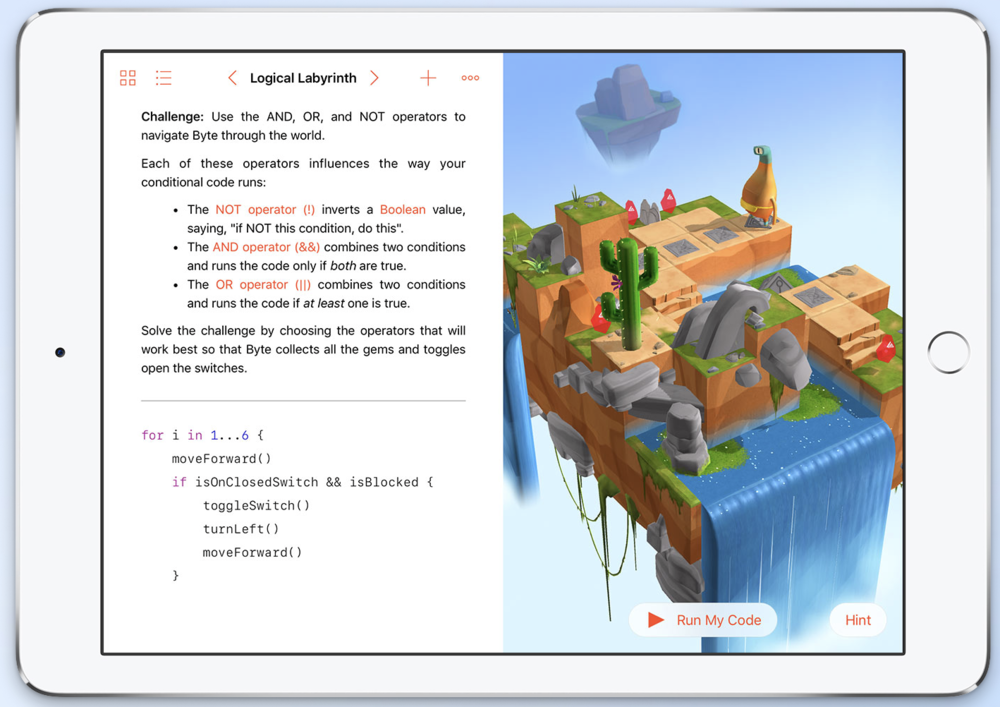 Logical Labyrinth
Challenge: Use the AND, OR, and NOT operators to
navigate Byte through the world.
Each of these operators influences the way your
conditional code runs:
• The NOT operator (!) inverts a Boolean value,
saying, "if NOT this condition, do this".
• The AND operator (&&) combines two conditions
and runs the code only if both are true.
• The OR operator (||) combines two conditions
and runs the code if at least one is true.
Solve the challenge by choosing the operators that will
work best so that Byte collects all the gems and toggles
open the switches.
for i in 1...6 {
    moveForward()
    if isOnClosedSwitch && isBlocked {
        toggleSwitch()
        turnLeft()
        moveForward()
    }
Run My Code
Hint